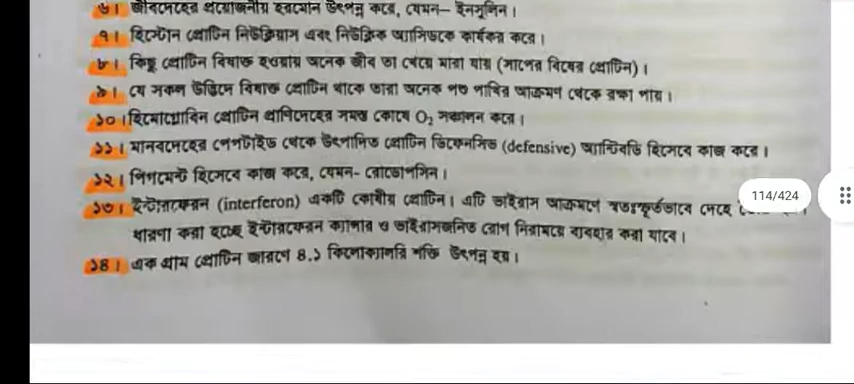 ৬। জীবদেহের প্রয়োজনীয় হরমোন উৎপন্ন করে, যেমন– ইনসুলিন।
৭। হিস্টোন প্রোটিন নিউক্লিয়াস এবং নিউক্লিক অ্যাসিডকে কার্যকর করে।
৮। কিছু প্রোটিন বিষাক্ত হওয়ায় অনেক জীব তা খেয়ে মারা যায় (সাপের বিষের প্রোটিন)।
৯। যে সকল উদ্ভিদে বিষাক্ত প্রোটিন থাকে তারা অনেক পশু পাখির আক্রমণ থেকে রক্ষা পায়।
১০। হিমোগ্লোবিন প্রোটিন প্রাণিদেহের সমস্ত কোষে O₂ সঞ্চালন করে।
১১। মানবদেহের পেপটাইড থেকে উৎপাদিত প্রোটিন ডিফেনসিভ (defensive) অ্যান্টিবডি হিসেবে কাজ করে।
১২। পিগমেন্ট হিসেবে কাজ করে, যেমন- রোডোপসিন।
১৩। ইন্টারফেরন (interferon) একটি কোষীয় প্রোটিন। এটি ভাইরাস আক্রমণে স্বতঃস্ফূর্তভাবে দেহে
114/424
ধারণা করা হচ্ছে ইন্টারফেরন ক্যান্সার ও ভাইরাসজনিত রোগ নিরাময়ে ব্যবহার করা যাবে।
১৪। এক গ্রাম প্রোটিন জারণে ৪.১ কিলোক্যালরি শক্তি উৎপন্ন হয়।